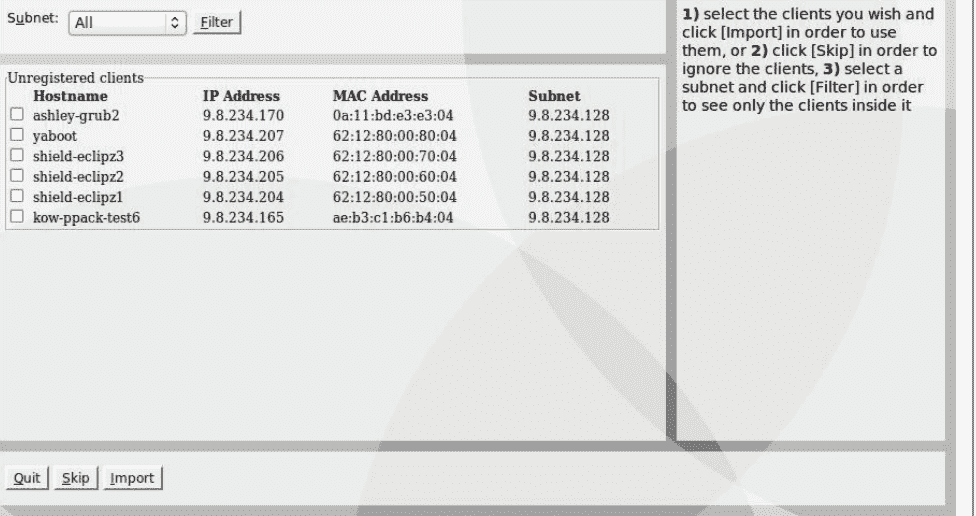 Subnet: All Filter
Unregistered clients
Hostname IP Address MAC Address Subnet
ashley-grub2 9.8.234.170 0a:11:bd:e3:e3:04 9.8.234.128
yaboot 9.8.234.207 62:12:80:00:80:04 9.8.234.128
shield-eclipz3 9.8.234.206 62:12:80:00:70:04 9.8.234.128
shield-eclipz2 9.8.234.205 62:12:80:00:60:04 9.8.234.128
shield-eclipz1 9.8.234.204 62:12:80:00:50:04 9.8.234.128
kow-ppack-test6 9.8.234.165 ae:b3:c1:b6:b4:04 9.8.234.128
Quit Skip Import
1) select the clients you wish and
click [Import] in order to use
them, or 2) click [Skip] in order to
ignore the clients, 3) select a
subnet and click [Filter] in order
to see only the clients inside it